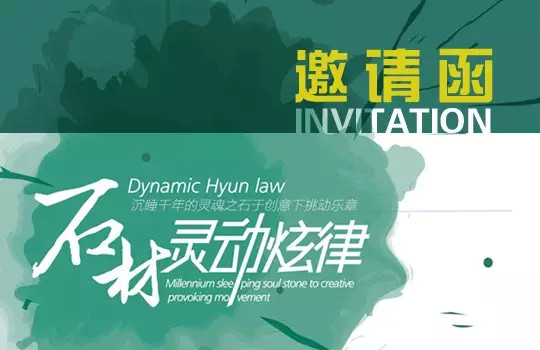 邀请函
INVITATION
Dynamic Hyun law
沉睡千年的灵魂之石于创意下挑动乐章
石材灵动炫律
Millennium sleeping soul stone to creative
provoking movement